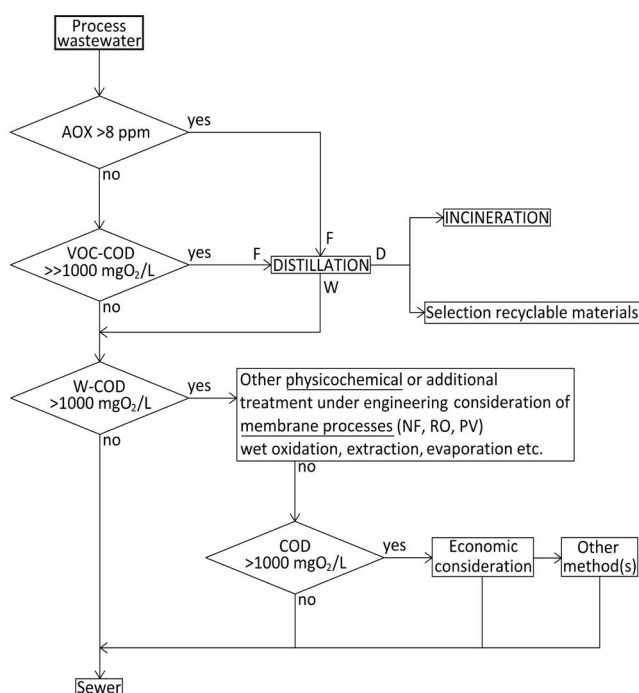 Process
wastewater
AOX >8 ppm
yes
no
VOC-COD
>>1000 mgO₂/L
yes
no
F
F
DISTILLATION
D
W
INCINERATION
Selection recyclable materials
W-COD
>1000 mgO₂/L
yes
no
Other physicochemical or additional
treatment under engineering consideration of
membrane processes (NF, RO, PV)
wet oxidation, extraction, evaporation etc.
no
COD
>1000 mgO₂/L
yes
no
Economic
consideration
Other
method(s)
Sewer